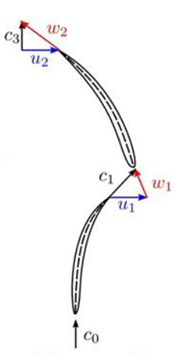 c₃ w₂
u₂
c₁ w₁
u₁
c₀